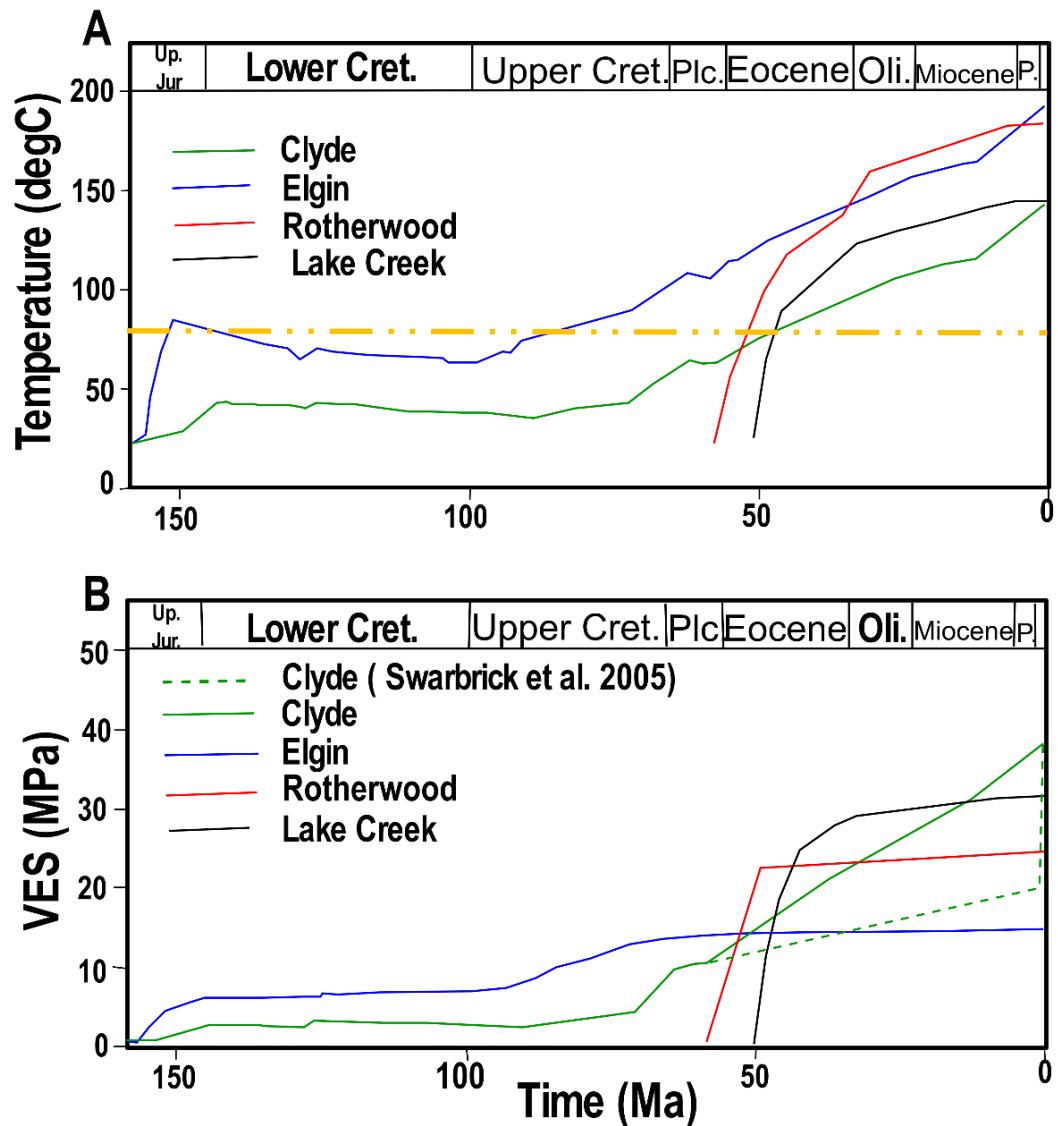 A
Up. Jur Lower Cret. Upper Cret. Plc. Eocene Oli. Miocene P.
200
Clyde
150
Elgin
Rotherwood
Lake Creek
100
50
0
Temperature (degC)
150 100 50 0
B
Up. Jur. Lower Cret. Upper Cret. Plc Eocene Oli. Miocene P.
50
Clyde ( Swarbrick et al. 2005)
Clyde
40
Elgin
Rotherwood
30
Lake Creek
20
10
0
VES (MPa)
150 100 50 0
Time (Ma)